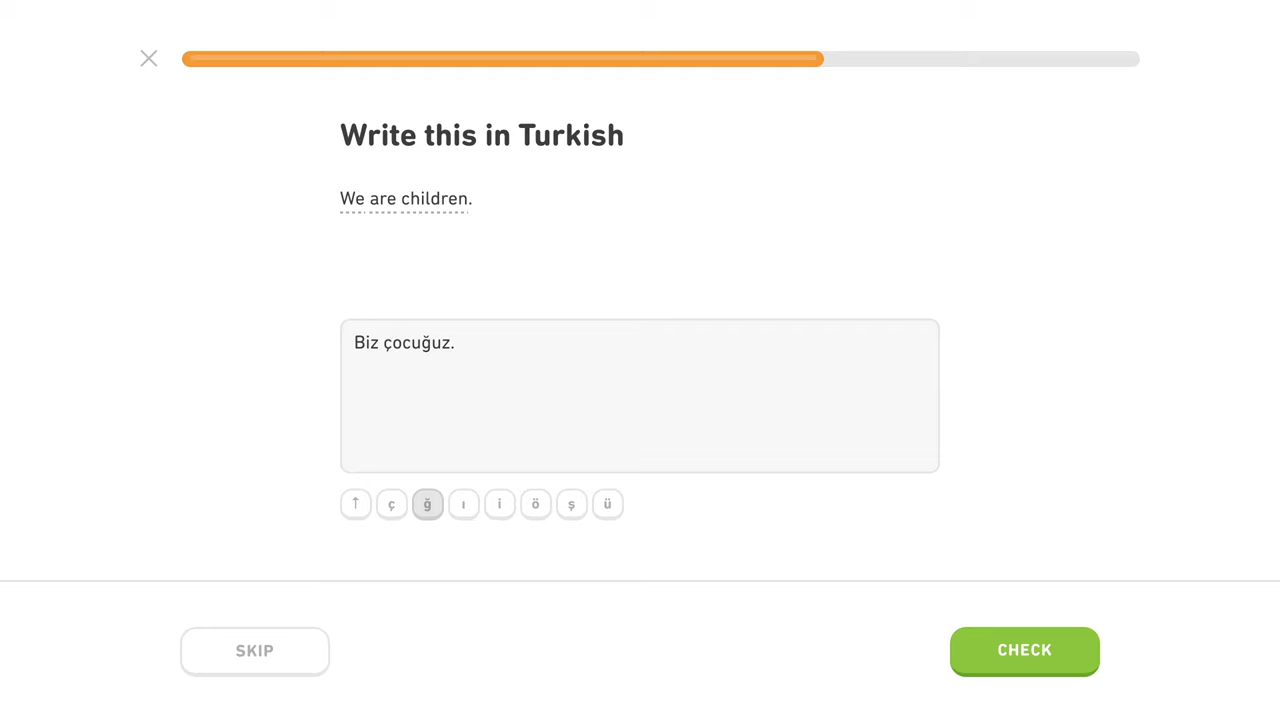 Write this in Turkish
We are children.
Biz çocuğuz.
↑ ç ğ ı i ö ş ü
SKIP
CHECK